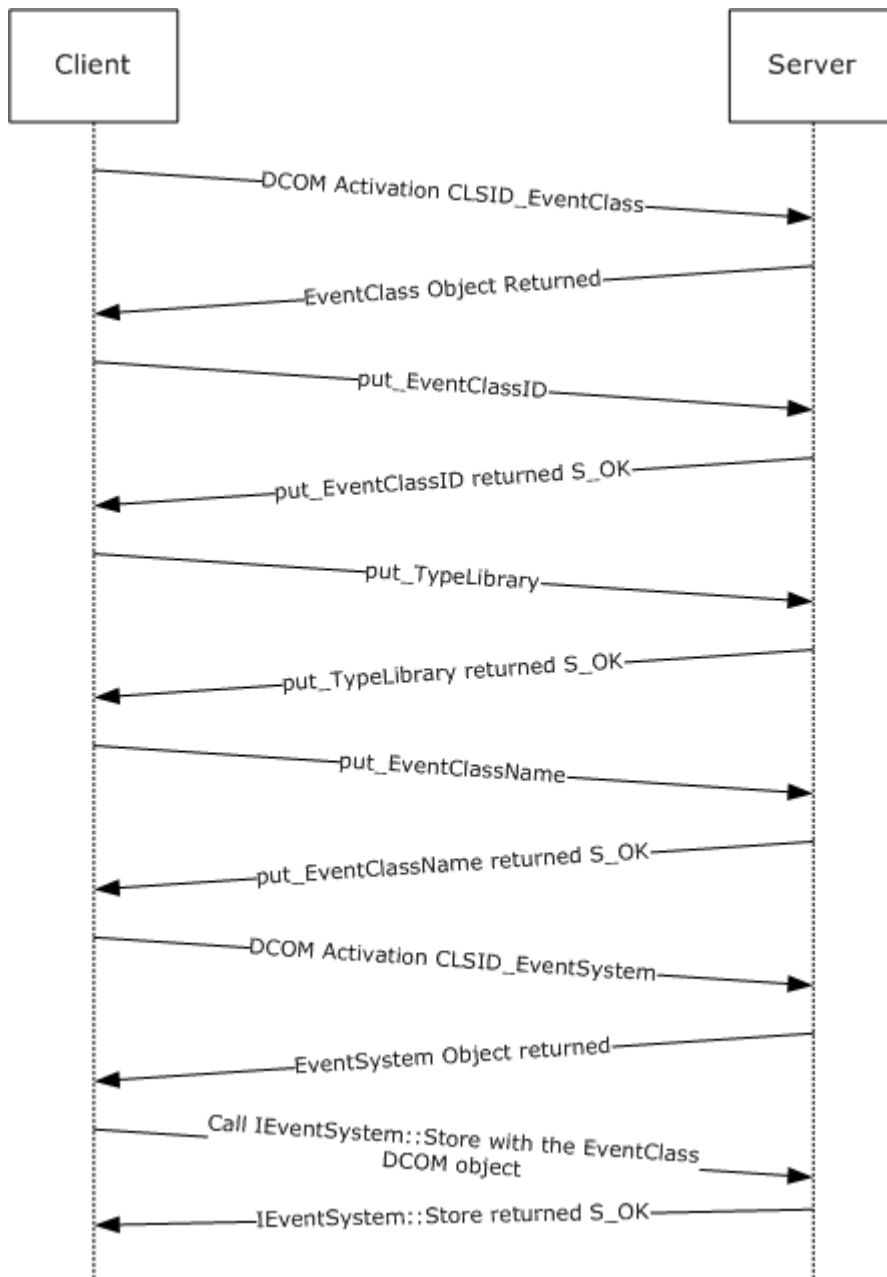 Client
Server
DCOM Activation CLSID_EventClass
EventClass Object Returned
put_EventClassID
put_EventClassID returned S_OK
put_TypeLibrary
put_TypeLibrary returned S_OK
put_EventClassName
put_EventClassName returned S_OK
DCOM Activation CLSID_EventSystem
EventSystem Object returned
Call IEventSystem::Store with the EventClass
DCOM object
IEventSystem::Store returned S_OK